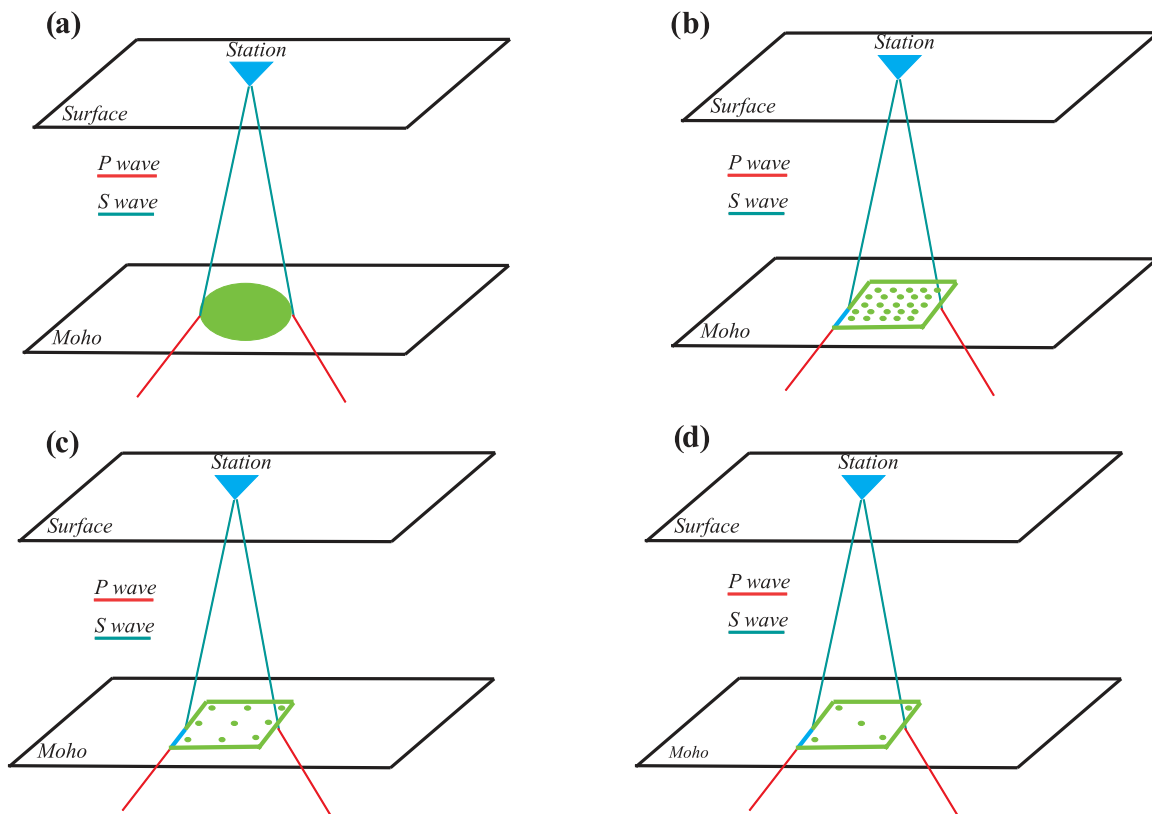 (a)
Station
Surface
P wave
S wave
Moho
(b)
Station
Surface
P wave
S wave
Moho
(c)
Station
Surface
P wave
S wave
Moho
(d)
Station
Surface
P wave
S wave
Moho